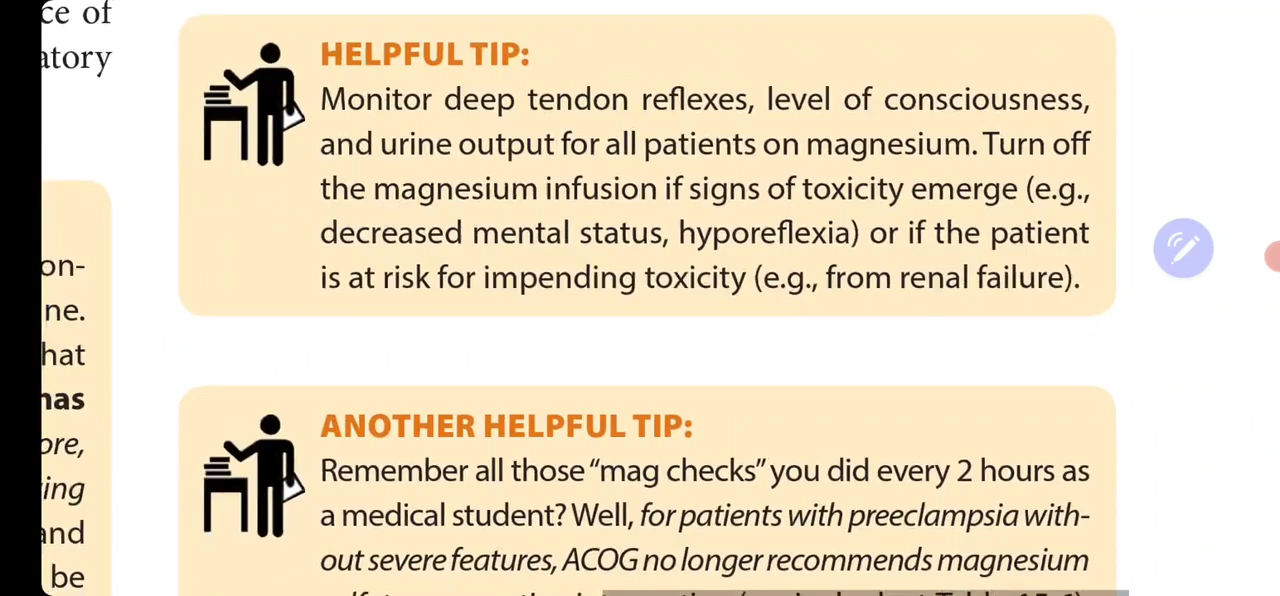 ce of
atory
on-
ne.
hat
has
ore,
ing
and
be
HELPFUL TIP:
Monitor deep tendon reflexes, level of consciousness,
and urine output for all patients on magnesium. Turn off
the magnesium infusion if signs of toxicity emerge (e.g.,
decreased mental status, hyporeflexia) or if the patient
is at risk for impending toxicity (e.g., from renal failure).
ANOTHER HELPFUL TIP:
Remember all those “mag checks” you did every 2 hours as
a medical student? Well, for patients with preeclampsia with-
out severe features, ACOG no longer recommends magnesium